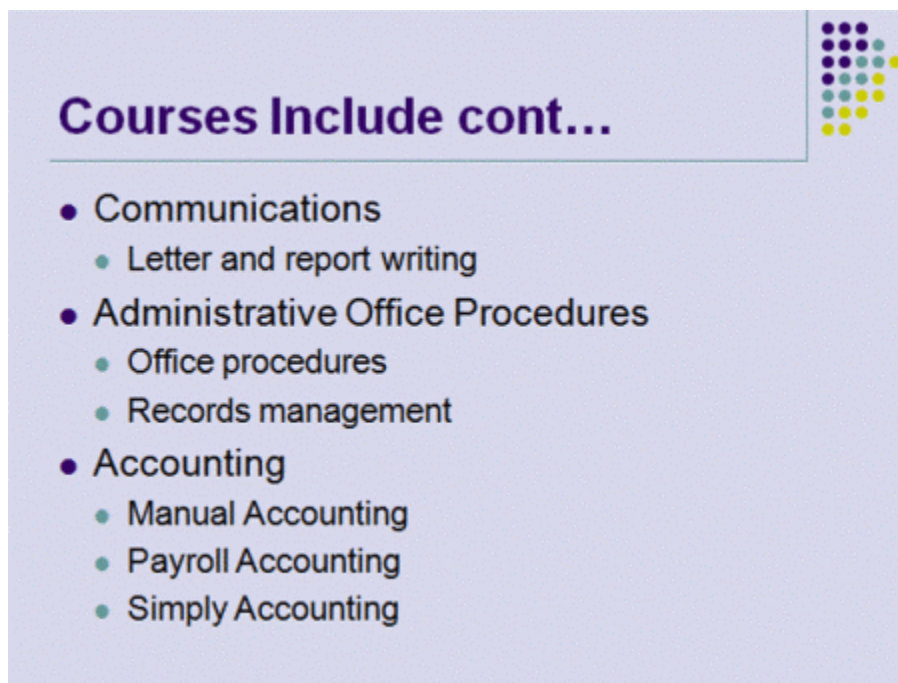 Courses Include cont...
Communications
Letter and report writing
Administrative Office Procedures
Office procedures
Records management
Accounting
Manual Accounting
Payroll Accounting
Simply Accounting